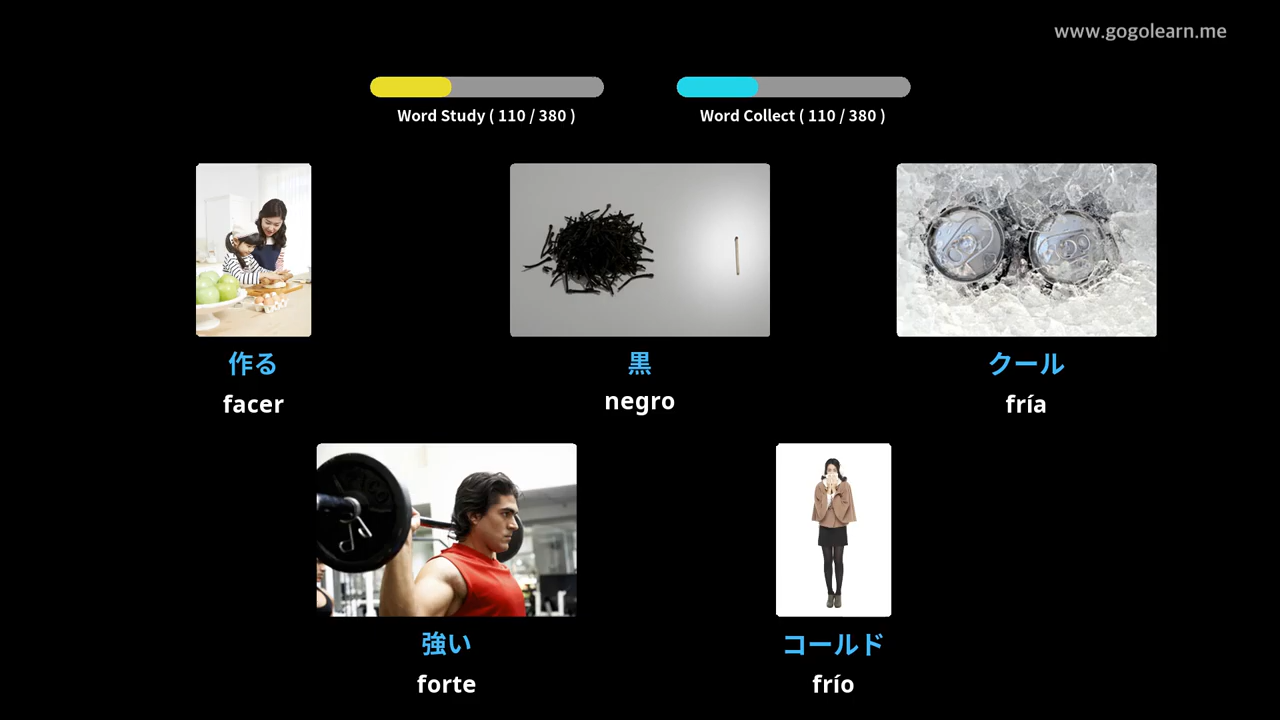 www.gogolearn.me
Word Study ( 110 / 380 )
Word Collect ( 110 / 380 )
作る
facer
黒
negro
クール
fría
強い
forte
コールド
frío